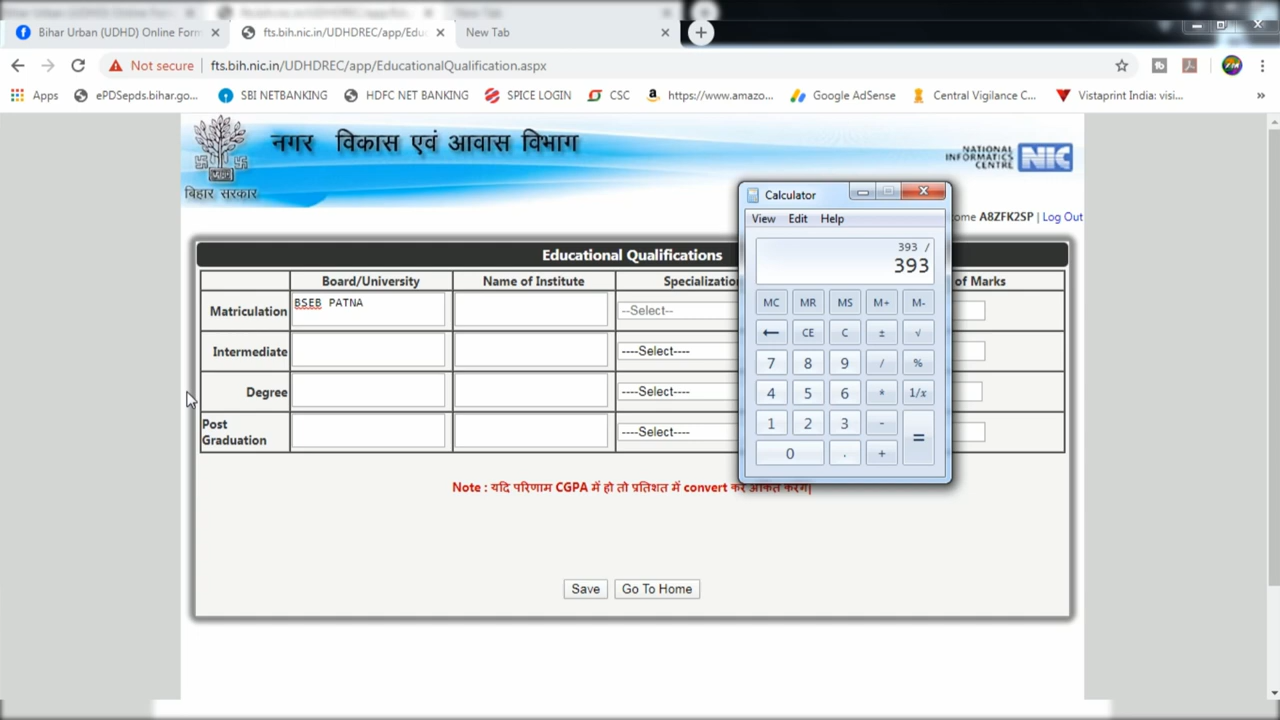 Bihar Urban (UDHD) Online Form
fts.bih.nic.in/UDHDREC/app/Edu
New Tab
Not secure | fts.bih.nic.in/UDHDREC/app/EducationalQualification.aspx
Apps
ePDSepds.bihar.go...
SBI NETBANKING
HDFC NET BANKING
SPICE LOGIN
CSC
https://www.amazo...
Google AdSense
Central Vigilance C...
Vistaprint India: visi...
»
नगर विकास एवं आवास विभाग
बिहार सरकार
NATIONAL
INFORMATICS
CENTRE
NIC
ome A8ZFK2SP | Log Out
Educational Qualifications
Board/University
Name of Institute
Specialization
of Marks
Matriculation
BSEB PATNA
--Select--
Intermediate
----Select----
Degree
----Select----
Post
Graduation
----Select----
Note : यदि परिणाम CGPA में हो तो प्रतिशत में convert कर
Save
Go To Home
Calculator
View Edit Help
393 /
393
MC MR MS M+ M-
← CE C ± √
7 8 9 / %
4 5 6 * 1/x
1 2 3 - =
0 . +